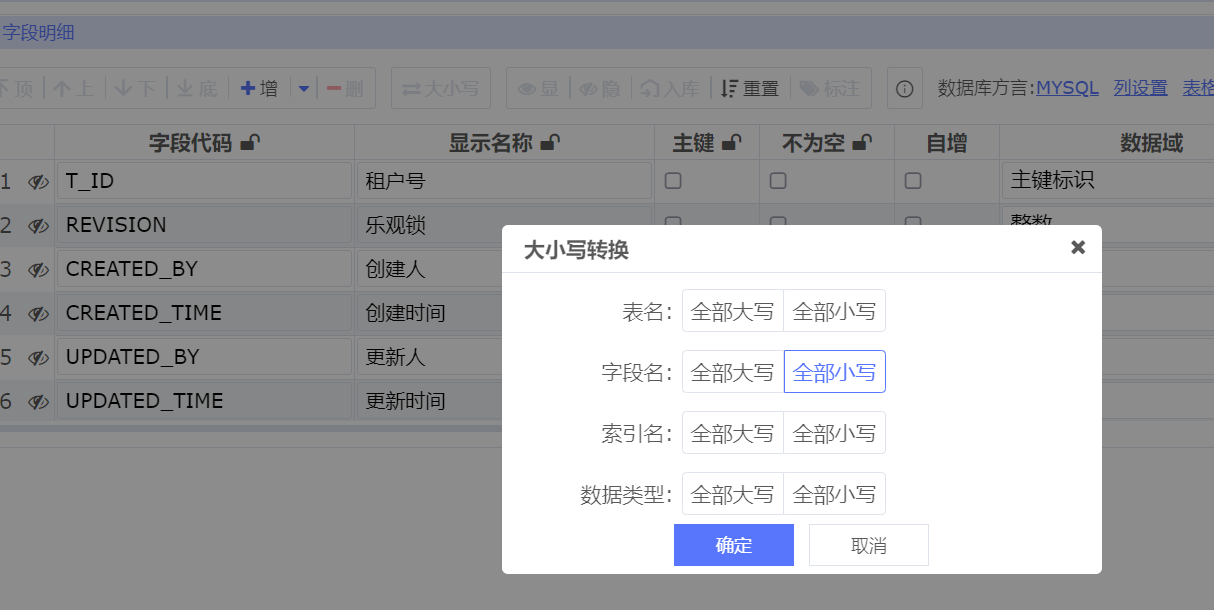 字段明细
顶 上 下 底 增 删 大小写 显 隐 入库 重置 标注 数据库方言:MYSQL 列设置 表格
字段代码 显示名称 主键 不为空 自增 数据域
1 T_ID 租户号 主键标识
2 REVISION 乐观锁 整数
3 CREATED_BY 创建人
4 CREATED_TIME 创建时间
5 UPDATED_BY 更新人
6 UPDATED_TIME 更新时间
大小写转换
表名: 全部大写 全部小写
字段名: 全部大写 全部小写
索引名: 全部大写 全部小写
数据类型: 全部大写 全部小写
确定 取消